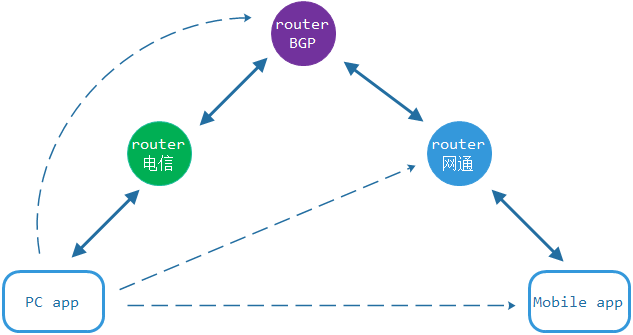 router
BGP
router
电信
router
网通
PC app
Mobile app